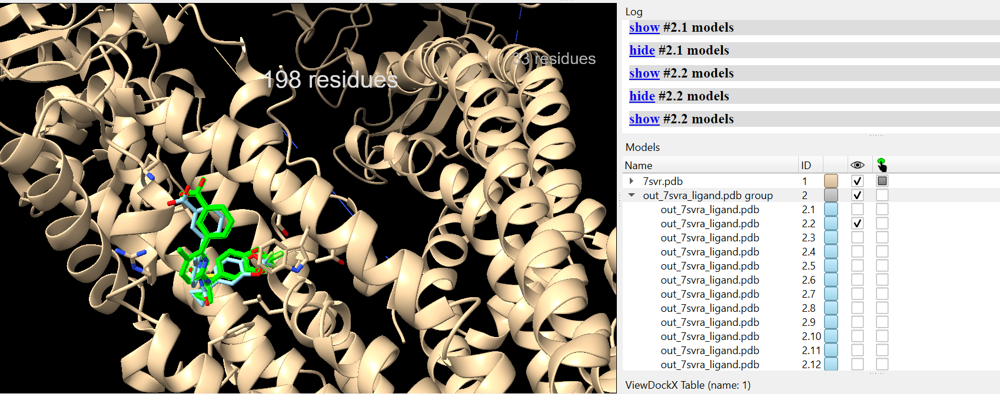 198 residues
33 residues
Log
show #2.1 models
hide #2.1 models
show #2.2 models
hide #2.2 models
show #2.2 models
Models
Name ID
7svr.pdb 1
out_7svra_ligand.pdb group 2
out_7svra_ligand.pdb 2.1
out_7svra_ligand.pdb 2.2
out_7svra_ligand.pdb 2.3
out_7svra_ligand.pdb 2.4
out_7svra_ligand.pdb 2.5
out_7svra_ligand.pdb 2.6
out_7svra_ligand.pdb 2.7
out_7svra_ligand.pdb 2.8
out_7svra_ligand.pdb 2.9
out_7svra_ligand.pdb 2.10
out_7svra_ligand.pdb 2.11
out_7svra_ligand.pdb 2.12
ViewDockX Table (name: 1)